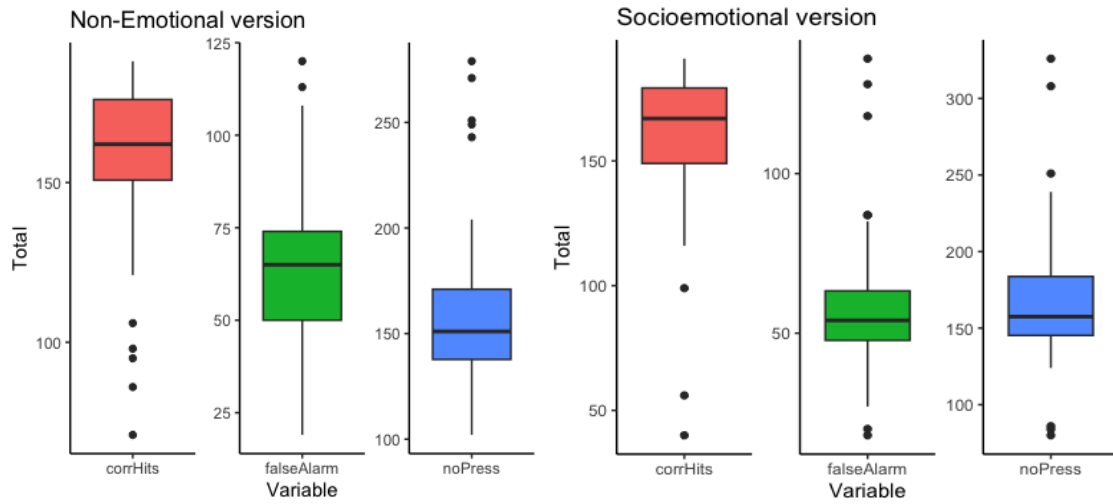 Non-Emotional version
Total
150
100
corrHits
125
100
75
50
25
falseAlarm
250
200
150
100
noPress
Variable
Socioemotional version
Total
150
100
50
corrHits
100
50
falseAlarm
300
250
200
150
100
noPress
Variable